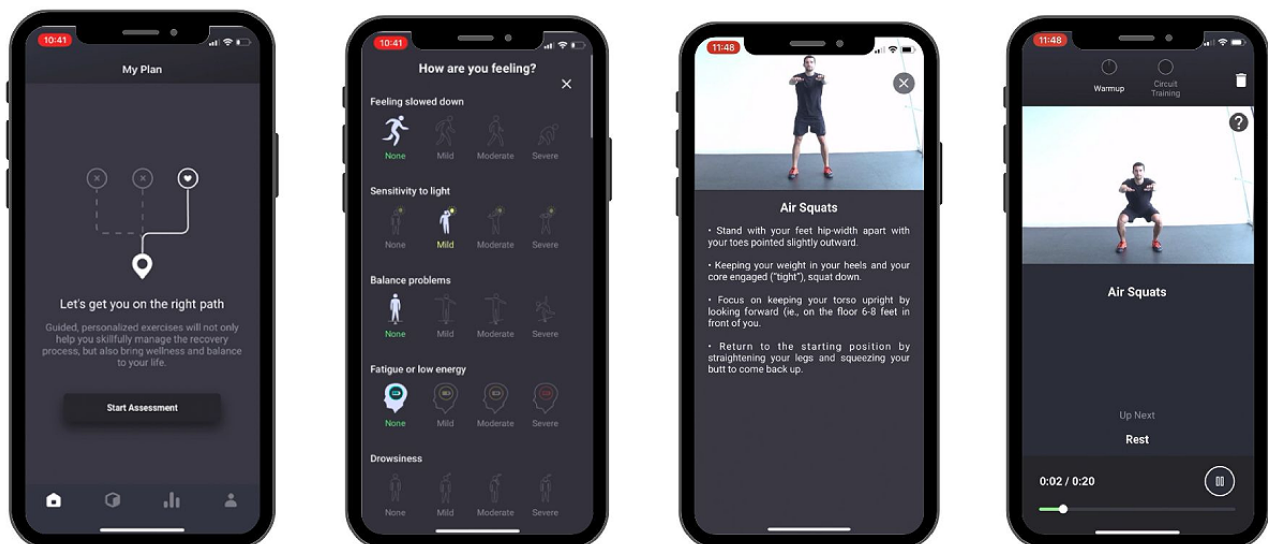 10:41
My Plan
Let's get you on the right path
Guided, personalized exercises will not only
help you skillfully manage the recovery
process, but also bring wellness and balance
to your life.
Start Assessment
10:41
How are you feeling?
Feeling slowed down
None Mild Moderate Severe
Sensitivity to light
None Mild Moderate Severe
Balance problems
None Mild Moderate Severe
Fatigue or low energy
None Mild Moderate Severe
Drowsiness
None Mild Moderate Severe
11:48
Air Squats
• Stand with your feet hip-width apart with
your toes pointed slightly outward.
• Keeping your weight in your heels and your
core engaged ("tight"), squat down.
• Focus on keeping your torso upright by
looking forward (ie., on the floor 6-8 feet in
front of you.
• Return to the starting position by
straightening your legs and squeezing your
butt to come back up.
11:48
Warmup
Circuit
Training
?
Air Squats
Up Next
Rest
0:02 / 0:20